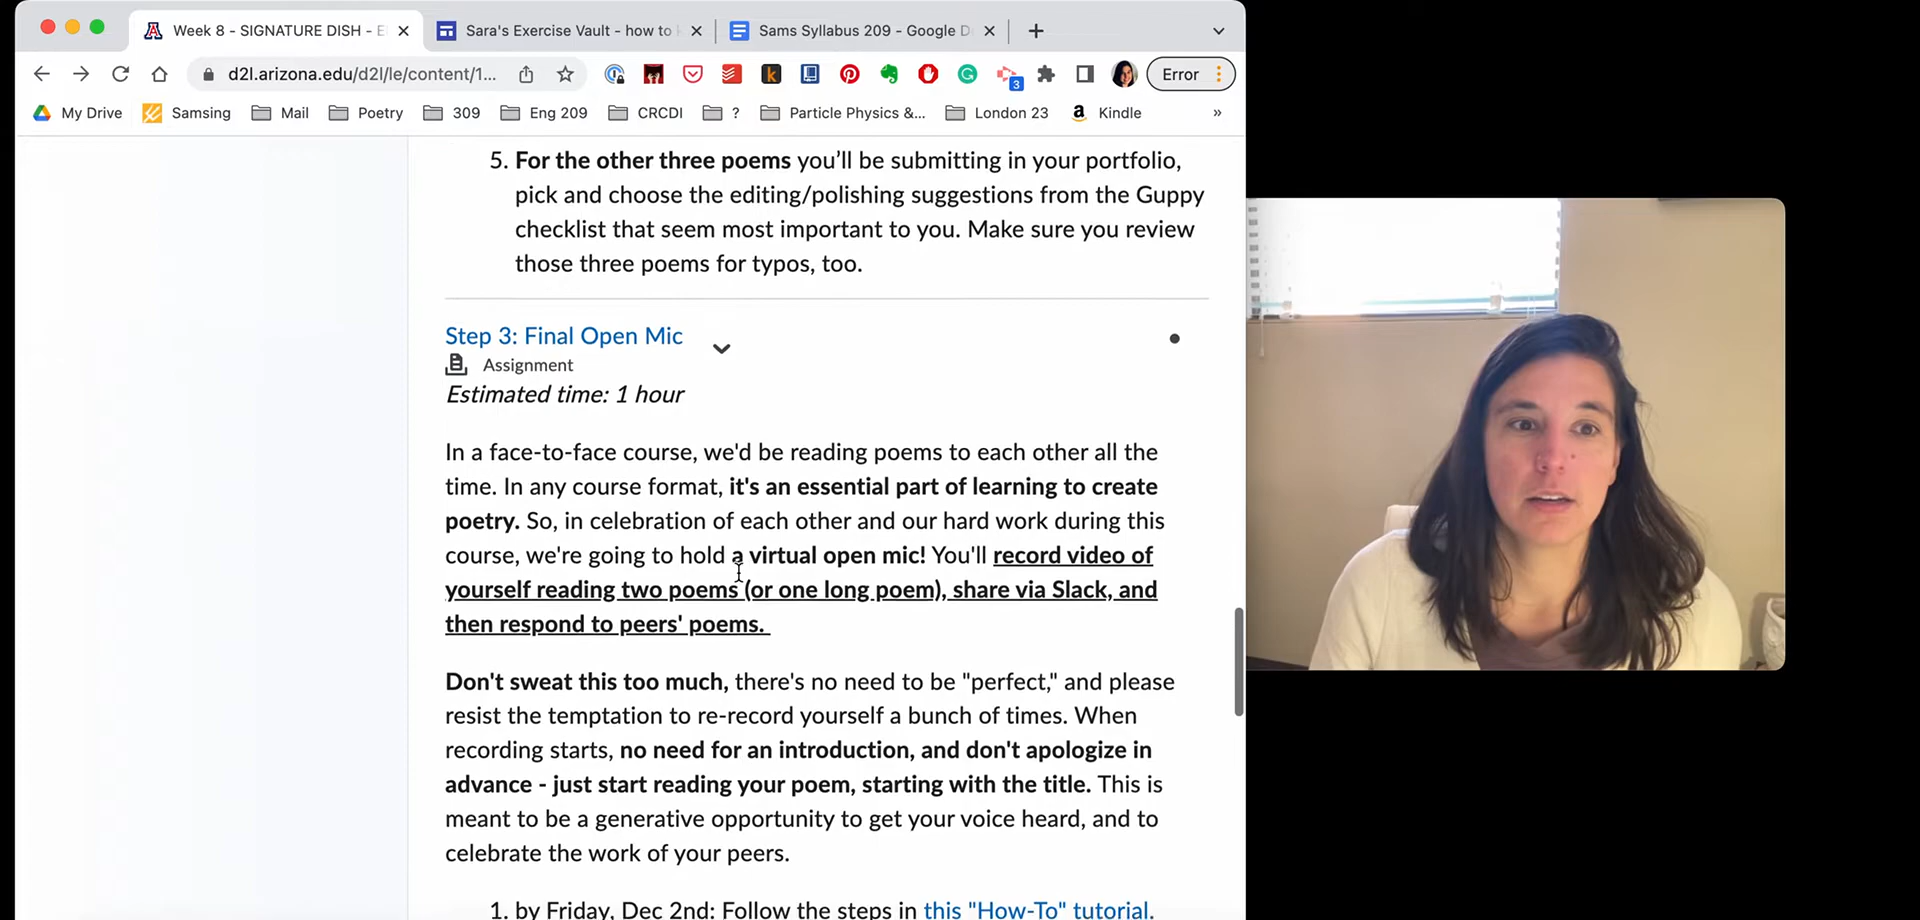 Week 8 - SIGNATURE DISH - E
Sara's Exercise Vault - how to
Sams Syllabus 209 - Google D
d2l.arizona.edu/d2l/le/content/1...
3
Error
My Drive
Samsing
Mail
Poetry
309
Eng 209
CRCDI
?
Particle Physics &...
London 23
Kindle
»
5. For the other three poems you’ll be submitting in your portfolio,
pick and choose the editing/polishing suggestions from the Guppy
checklist that seem most important to you. Make sure you review
those three poems for typos, too.
Step 3: Final Open Mic
Assignment
Estimated time: 1 hour
In a face-to-face course, we'd be reading poems to each other all the
time. In any course format, it's an essential part of learning to create
poetry. So, in celebration of each other and our hard work during this
course, we're going to hold a virtual open mic! You'll record video of
yourself reading two poems (or one long poem), share via Slack, and
then respond to peers' poems.
Don't sweat this too much, there's no need to be "perfect," and please
resist the temptation to re-record yourself a bunch of times. When
recording starts, no need for an introduction, and don't apologize in
advance - just start reading your poem, starting with the title. This is
meant to be a generative opportunity to get your voice heard, and to
celebrate the work of your peers.
1. by Friday, Dec 2nd: Follow the steps in this "How-To" tutorial.